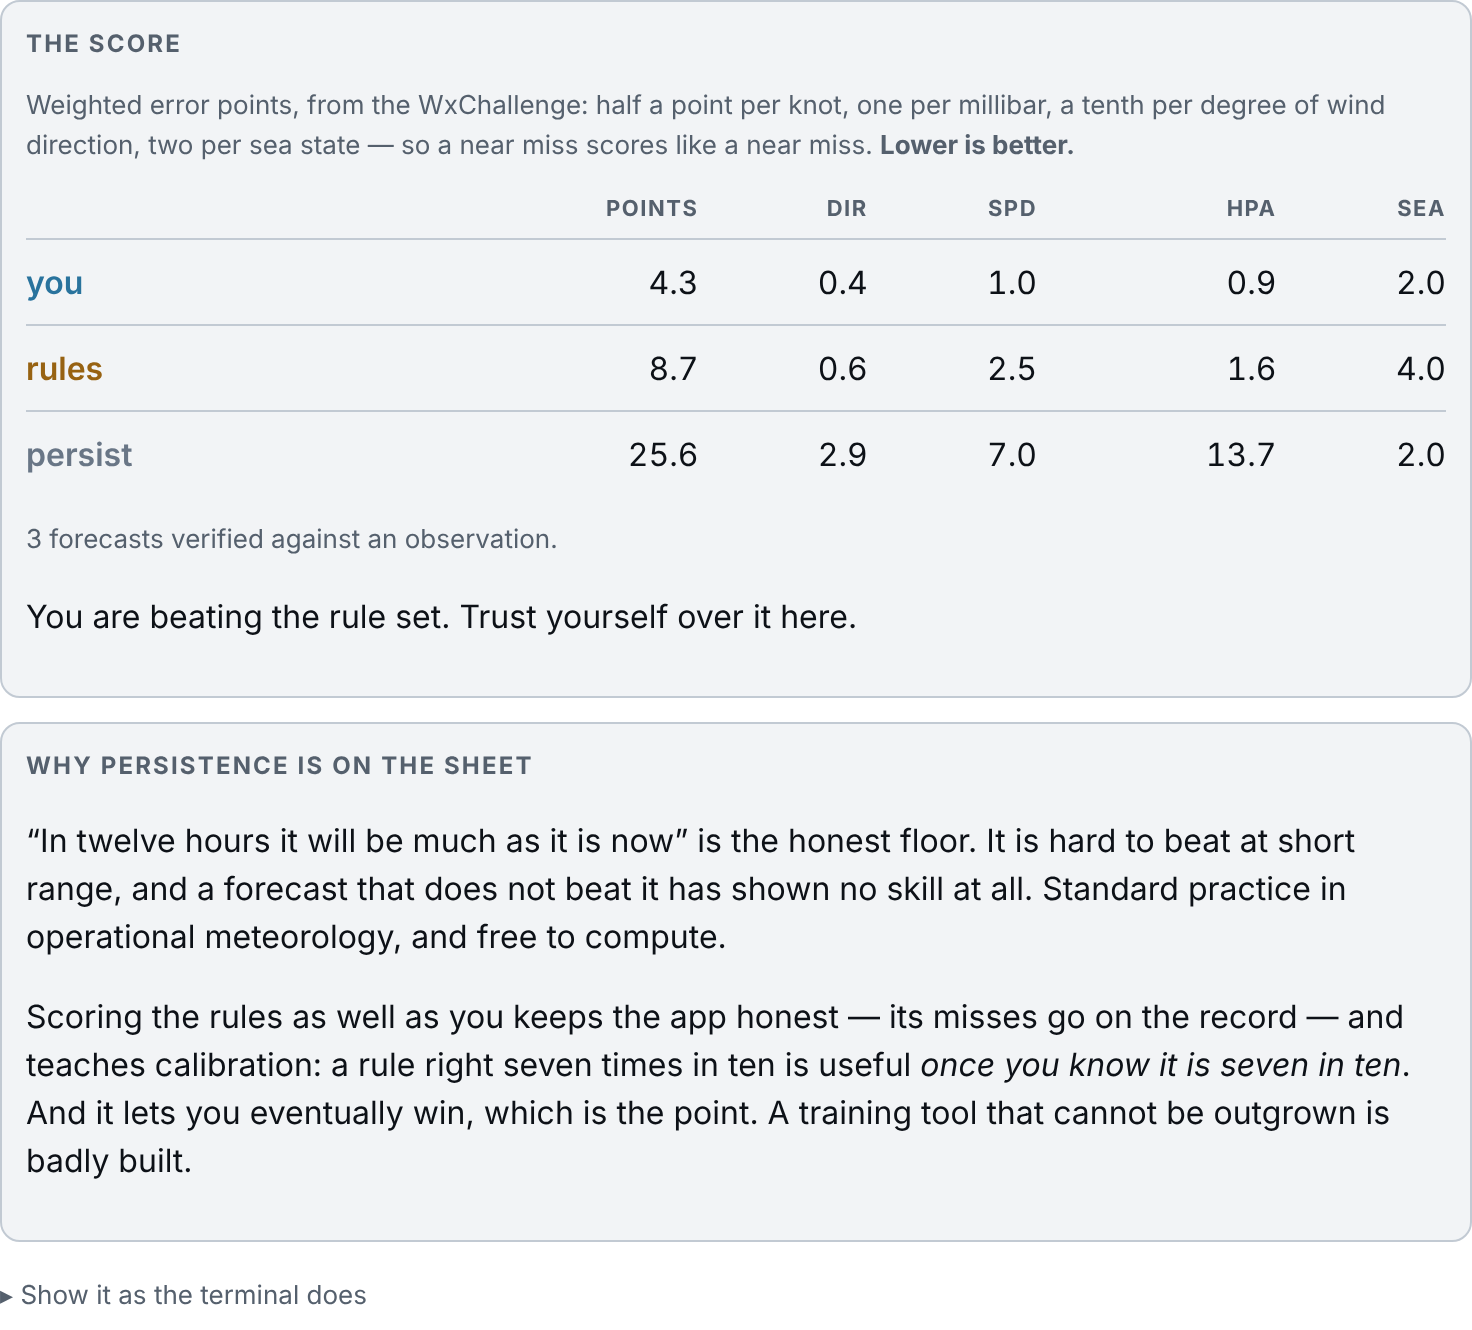 THE SCORE
Weighted error points, from the WxChallenge: half a point per knot, one per millibar, a tenth per degree of wind
direction, two per sea state — so a near miss scores like a near miss. Lower is better.
POINTS DIR SPD HPA SEA
you 4.3 0.4 1.0 0.9 2.0
rules 8.7 0.6 2.5 1.6 4.0
persist 25.6 2.9 7.0 13.7 2.0
3 forecasts verified against an observation.
You are beating the rule set. Trust yourself over it here.
WHY PERSISTENCE IS ON THE SHEET
“In twelve hours it will be much as it is now” is the honest floor. It is hard to beat at short
range, and a forecast that does not beat it has shown no skill at all. Standard practice in
operational meteorology, and free to compute.
Scoring the rules as well as you keeps the app honest — its misses go on the record — and
teaches calibration: a rule right seven times in ten is useful once you know it is seven in ten.
And it lets you eventually win, which is the point. A training tool that cannot be outgrown is
badly built.
▸ Show it as the terminal does